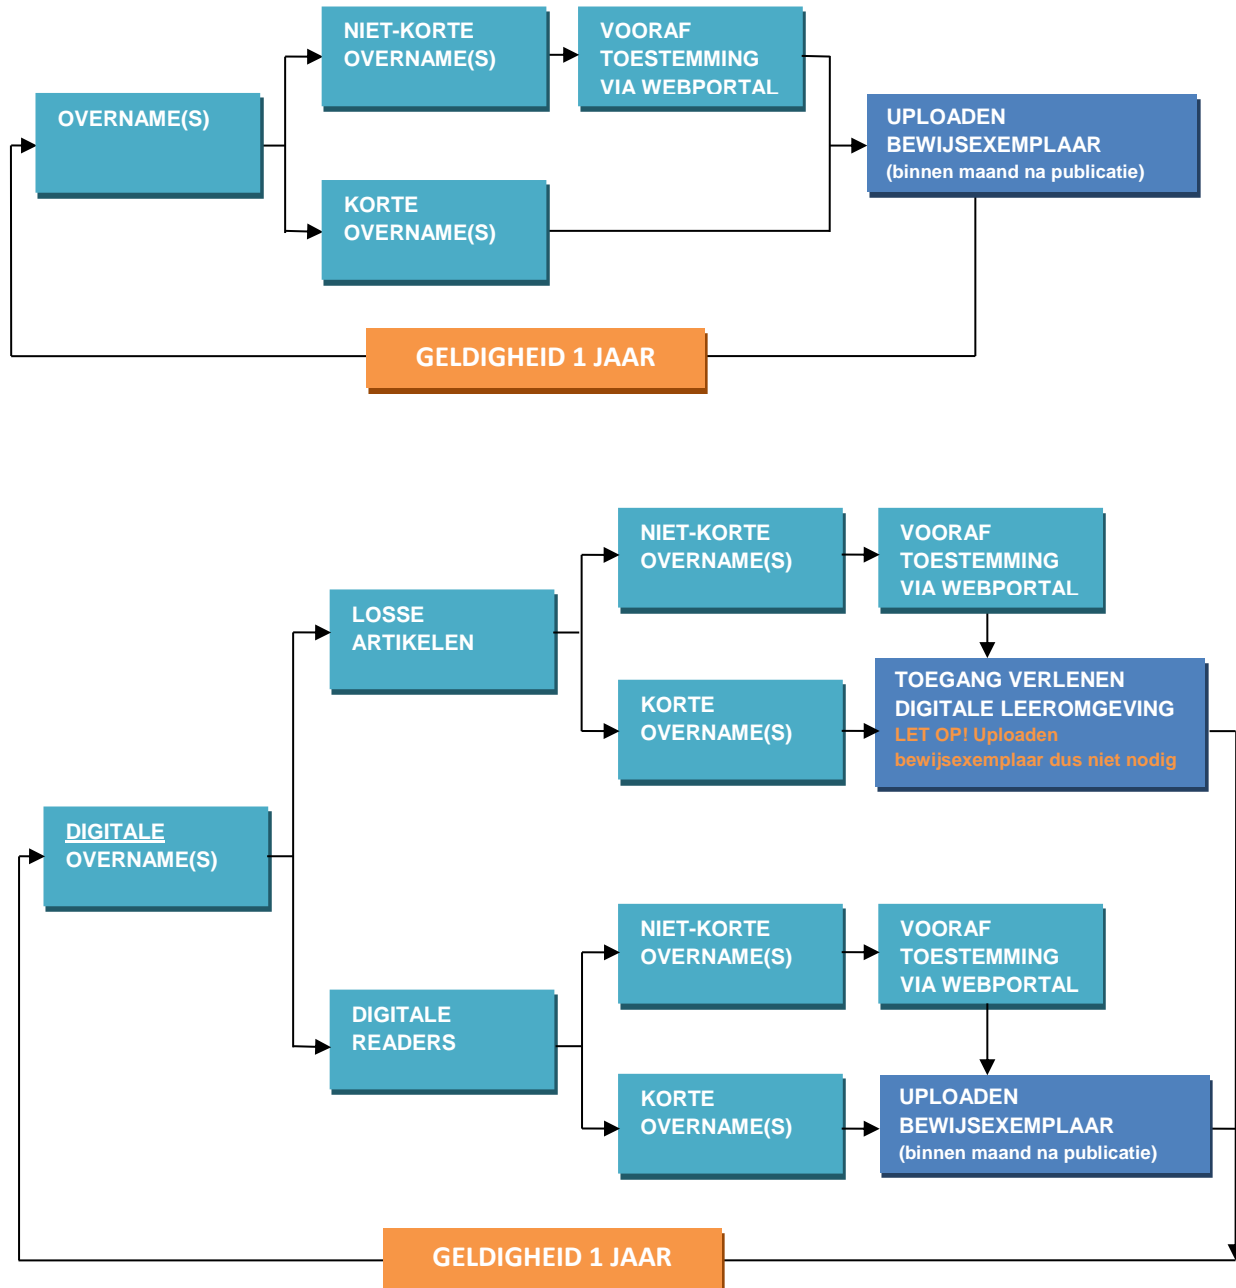 NIET-KORTE
OVERNAME(S)
VOORAF
TOESTEMMING
VIA WEBPORTAL
OVERNAME(S)
UPLOADEN
BEWIJSEXEMPLAAR
(binnen maand na publicatie)
KORTE
OVERNAME(S)
GELDIGHEID 1 JAAR
NIET-KORTE
OVERNAME(S)
VOORAF
TOESTEMMING
VIA WEBPORTAL
LOSSE
ARTIKELEN
KORTE
OVERNAME(S)
TOEGANG VERLENEN
DIGITALE LEEROMGEVING
LET OP! Uploaden
bewijsexemplaar dus niet nodig
DIGITALE
OVERNAME(S)
NIET-KORTE
OVERNAME(S)
VOORAF
TOESTEMMING
VIA WEBPORTAL
DIGITALE
READERS
KORTE
OVERNAME(S)
UPLOADEN
BEWIJSEXEMPLAAR
(binnen maand na publicatie)
GELDIGHEID 1 JAAR